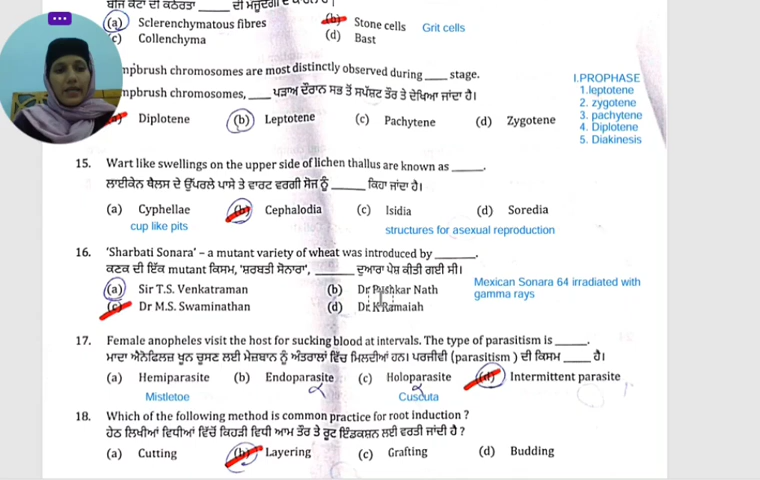 ਬੀਜ ਕੋਟਾਂ ਦੀ ਕਠੋਰਤਾ ______ ਦੀ ਮੌਜੂਦਗੀ
(a) Sclerenchymatous fibres (b) Stone cells Grit cells
(c) Collenchyma (d) Bast
mpbrush chromosomes are most distinctly observed during ____ stage.
mpbrush chromosomes, ____ ਪੜਾਅ ਦੌਰਾਨ ਸਭ ਤੋਂ ਸਪੱਸ਼ਟ ਤੌਰ ਤੇ ਦੇਖਿਆ ਜਾਂਦਾ ਹੈ।
(a) Diplotene (b) Leptotene (c) Pachytene (d) Zygotene
I.PROPHASE
1.leptotene
2. zygotene
3. pachytene
4. Diplotene
5. Diakinesis
15. Wart like swellings on the upper side of lichen thallus are known as ______.
ਲਾਈਕੇਨ ਥੈਲਸ ਦੇ ਉੱਪਰਲੇ ਪਾਸੇ ਤੇ ਵਾਰਟ ਵਰਗੀ ਸੋਜ ਨੂੰ ______ ਕਿਹਾ ਜਾਂਦਾ ਹੈ।
(a) Cyphellae (b) Cephalodia (c) Isidia (d) Soredia
cup like pits structures for asexual reproduction
16. 'Sharbati Sonara' – a mutant variety of wheat was introduced by ______.
ਕਣਕ ਦੀ ਇੱਕ mutant ਕਿਸਮ, 'ਸ਼ਰਬਤੀ ਸੋਨਾਰਾ', ______ ਦੁਆਰਾ ਪੇਸ਼ ਕੀਤੀ ਗਈ ਸੀ।
(a) Sir T.S. Venkatraman (b) Dr Pushkar Nath
(c) Dr M.S. Swaminathan (d) Dr K Ramaiah
Mexican Sonara 64 irradiated with
gamma rays
17. Female anopheles visit the host for sucking blood at intervals. The type of parasitism is ______.
ਮਾਦਾ ਐਨੋਫਿਲਜ਼ ਖੂਨ ਚੂਸਣ ਲਈ ਮੇਜ਼ਬਾਨ ਨੂੰ ਅੰਤਰਾਲਾਂ ਵਿੱਚ ਮਿਲਦੀਆਂ ਹਨ। ਪਰਜੀਵੀ (parasitism ) ਦੀ ਕਿਸਮ ______ ਹੈ।
(a) Hemiparasite (b) Endoparasite (c) Holoparasite (d) Intermittent parasite
Mistletoe Cuscuta
18. Which of the following method is common practice for root induction ?
ਹੇਠ ਲਿਖੀਆਂ ਵਿਧੀਆਂ ਵਿੱਚੋਂ ਕਿਹੜੀ ਵਿਧੀ ਆਮ ਤੌਰ ਤੇ ਰੂਟ ਇੰਡਕਸ਼ਨ ਲਈ ਵਰਤੀ ਜਾਂਦੀ ਹੈ ?
(a) Cutting (b) Layering (c) Grafting (d) Budding